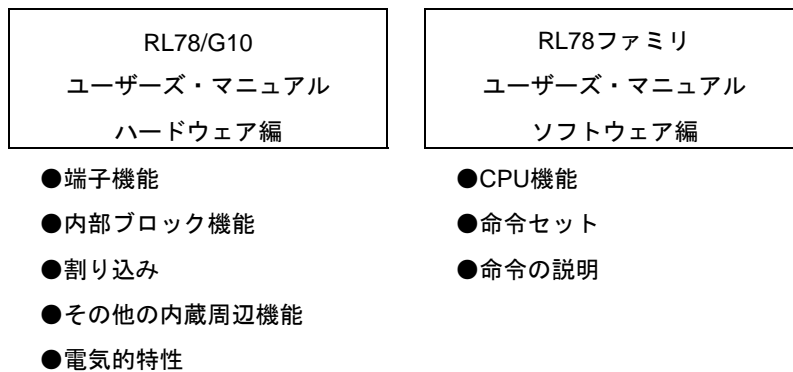 RL78/G10
ユーザーズ・マニュアル
ハードウェア編
●端子機能
●内部ブロック機能
●割り込み
●その他の内蔵周辺機能
●電気的特性
RL78ファミリ
ユーザーズ・マニュアル
ソフトウェア編
●CPU機能
●命令セット
●命令の説明